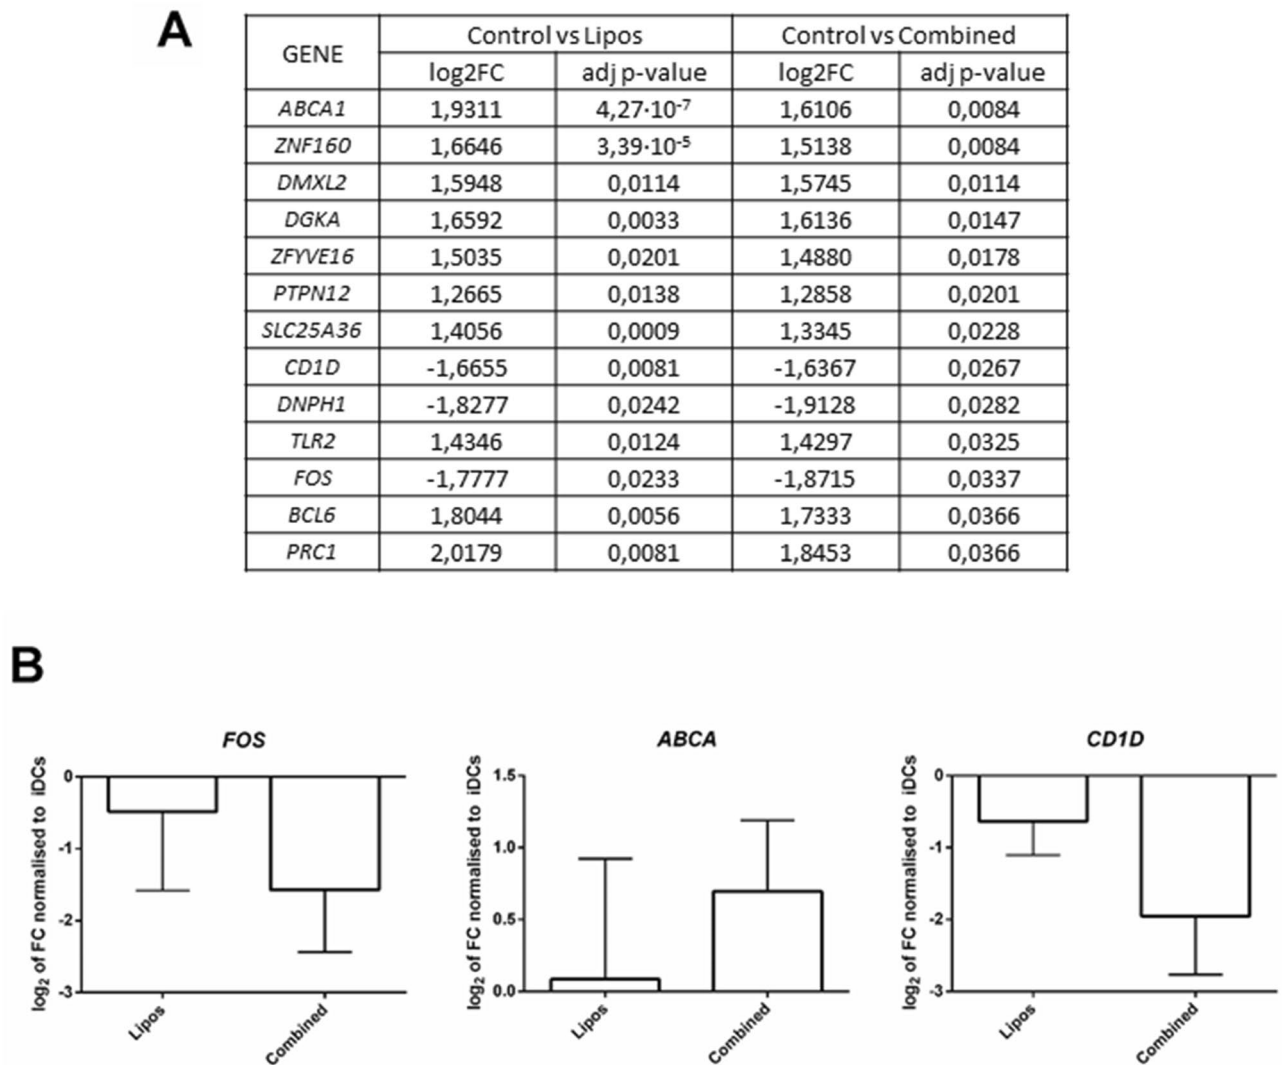 A
GENE Control vs Lipos Control vs Combined
log2FC adj p-value log2FC adj p-value
ABCA1 1,9311 4,27·10⁻⁷ 1,6106 0,0084
ZNF160 1,6646 3,39·10⁻⁵ 1,5138 0,0084
DMXL2 1,5948 0,0114 1,5745 0,0114
DGKA 1,6592 0,0033 1,6136 0,0147
ZFYVE16 1,5035 0,0201 1,4880 0,0178
PTPN12 1,2665 0,0138 1,2858 0,0201
SLC25A36 1,4056 0,0009 1,3345 0,0228
CD1D -1,6655 0,0081 -1,6367 0,0267
DNPH1 -1,8277 0,0242 -1,9128 0,0282
TLR2 1,4346 0,0124 1,4297 0,0325
FOS -1,7777 0,0233 -1,8715 0,0337
BCL6 1,8044 0,0056 1,7333 0,0366
PRC1 2,0179 0,0081 1,8453 0,0366
B
FOS
log₂ of FC normalised to iDCs
0
-1
-2
-3
Lipos
Combined
ABCA
log₂ of FC normalised to iDCs
1.5
1.0
0.5
0.0
Lipos
Combined
CD1D
log₂ of FC normalised to iDCs
0
-1
-2
-3
Lipos
Combined